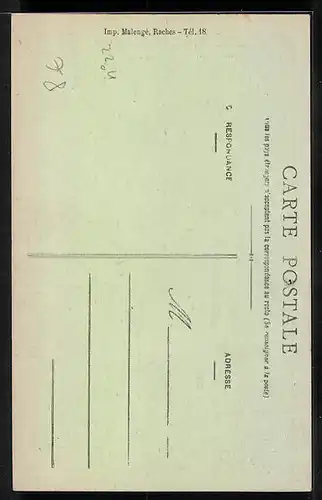 CARTE POSTALE
Tous les pays étrangers n'acceptent pas la correspondance au recto (Se renseigner à la poste)
C RRESPONDANCE
ADRESSE
M
Imp. Malengé, Raches - Tél. 18